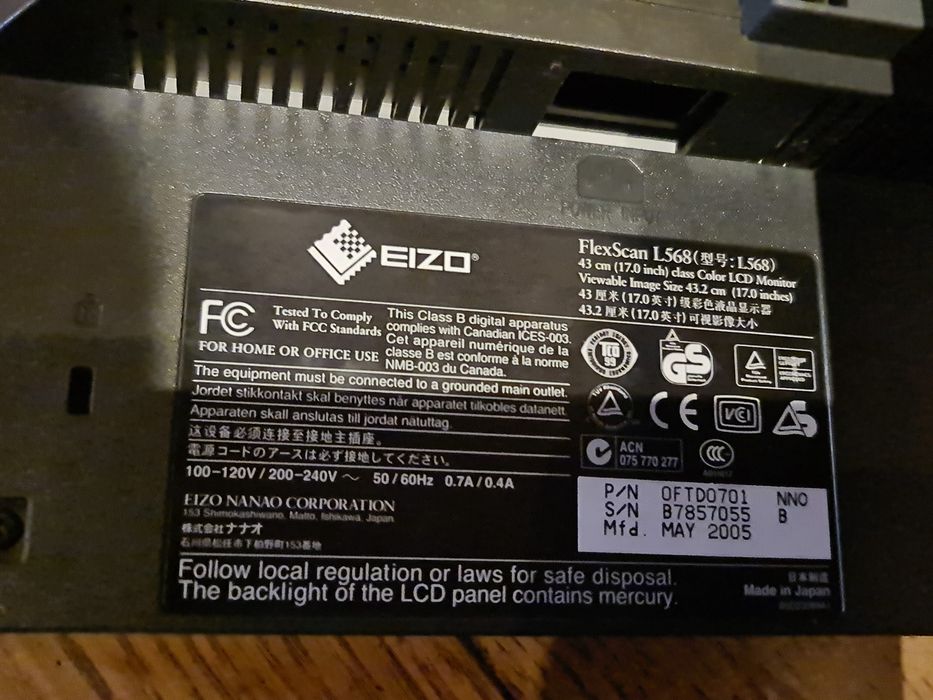 POWER INPUT
EIZO®
FlexScan L568(型号:L568)
43 cm (17.0 inch) class Color LCD Monitor
Viewable Image Size 43.2 cm (17.0 inches)
43 厘米 (17.0 英寸) 级彩色液晶显示器
43.2 厘米 (17.0 英寸) 可视影像大小
FC
Tested To Comply
With FCC Standards
FOR HOME OR OFFICE USE
This Class B digital apparatus
complies with Canadian ICES-003.
Cet appareil numérique de la
classe B est conforme à la norme
NMB-003 du Canada.
The equipment must be connected to a grounded main outlet.
Jordet stikkontakt skal benyttes når apparatet tilkobles datanett.
Apparaten skall anslutas till jordat nätuttag.
这设备必须连接至接地主插座。
電源コードのアースは必ず接地してください。
100-120V / 200-240V ～ 50 / 60Hz 0.7A / 0.4A
EIZO NANAO CORPORATION
153 Shimokashiwano, Matto, Ishikawa, Japan
株式会社ナナオ
石川県松任市下柏野町153番地
TCO
99
GS
CE
VCI
ACN
075 770 277
CCC
P/N 0FTD0701 NNO
S/N B7857055 B
Mfd. MAY 2005
Follow local regulation or laws for safe disposal.
The backlight of the LCD panel contains mercury.
日本制造
Made in Japan